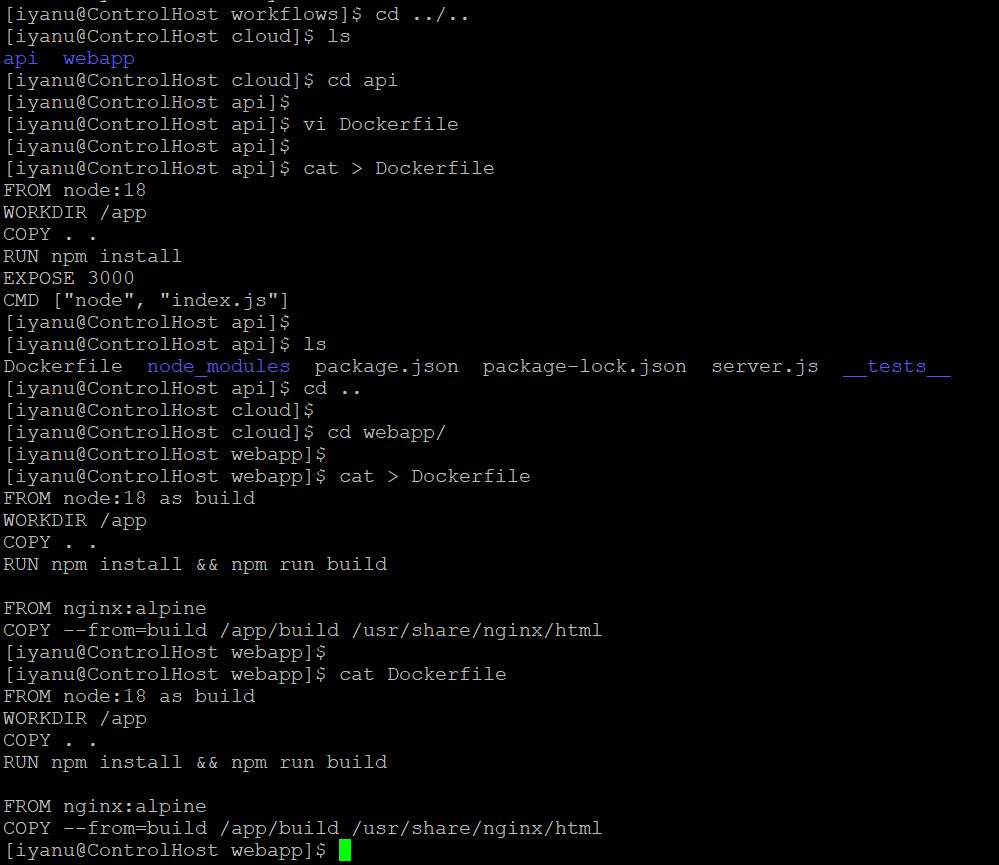 [iyanu@ControlHost workflows]$ cd ../..
[iyanu@ControlHost cloud]$ ls
api  webapp
[iyanu@ControlHost cloud]$ cd api
[iyanu@ControlHost api]$
[iyanu@ControlHost api]$ vi Dockerfile
[iyanu@ControlHost api]$
[iyanu@ControlHost api]$ cat > Dockerfile
FROM node:18
WORKDIR /app
COPY . .
RUN npm install
EXPOSE 3000
CMD ["node", "index.js"]
[iyanu@ControlHost api]$
[iyanu@ControlHost api]$ ls
Dockerfile  node_modules  package.json  package-lock.json  server.js  __tests__
[iyanu@ControlHost api]$ cd ..
[iyanu@ControlHost cloud]$
[iyanu@ControlHost cloud]$ cd webapp/
[iyanu@ControlHost webapp]$
[iyanu@ControlHost webapp]$ cat > Dockerfile
FROM node:18 as build
WORKDIR /app
COPY . .
RUN npm install && npm run build

FROM nginx:alpine
COPY --from=build /app/build /usr/share/nginx/html
[iyanu@ControlHost webapp]$
[iyanu@ControlHost webapp]$ cat Dockerfile
FROM node:18 as build
WORKDIR /app
COPY . .
RUN npm install && npm run build

FROM nginx:alpine
COPY --from=build /app/build /usr/share/nginx/html
[iyanu@ControlHost webapp]$